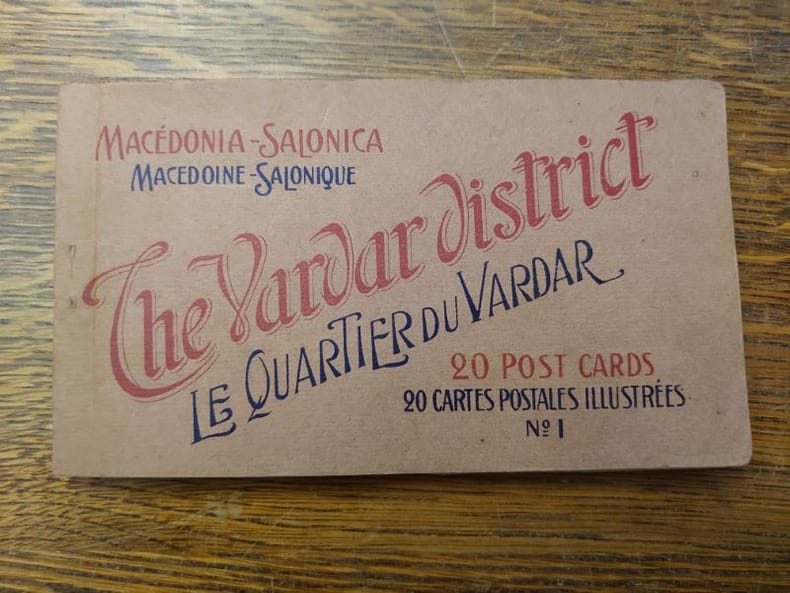 MACÉDONIA-SALONICA
MACEDOINE-SALONIQUE
The Vardar district
LE QUARTIER DU VARDAR
20 POST CARDS
20 CARTES POSTALES ILLUSTRÉES
Nº 1